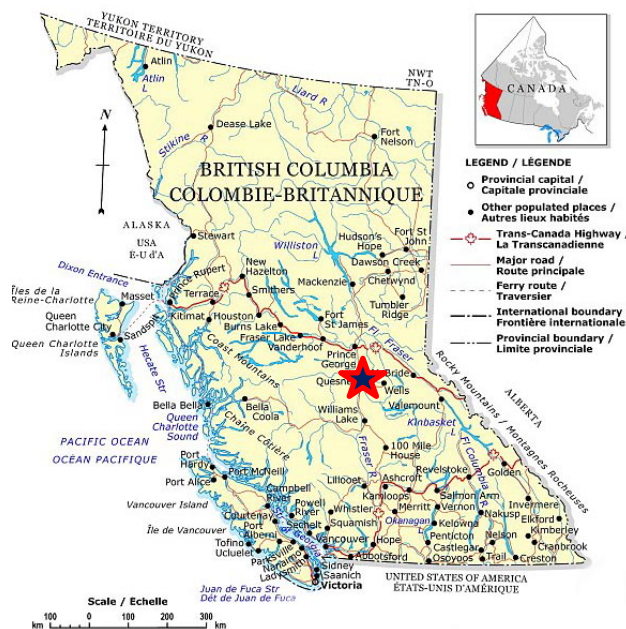 YUKON TERRITORY
TERRITOIRE DU YUKON
NWT
TN-O
CANADA
Atlin
Atlin
L
Liard R
Dease Lake
Stikine
R
Fort
Nelson
N
BRITISH COLUMBIA
COLOMBIE-BRITANNIQUE
LEGEND / LÉGENDE
Provincial capital /
Capitale provinciale
Other populated places /
Autres lieux habités
Trans-Canada Highway /
La Transcanadienne
Major road /
Route principale
Ferry route /
Traversier
International boundary /
Frontière internationale
Provincial boundary /
Limite provinciale
ALASKA
USA
E-U d'A
Stewart
Williston
L
Hudson's
Hope
Fort St
John
Dawson Creek
Chetwynd
Mackenzie
Tumbler
Ridge
Dixon Entrance
Prince Rupert
New
Hazelton
Terrace
Smithers
Îles de la
Reine-Charlotte
Masset
Kitimat
Houston
Fort
St James
Queen
Charlotte City
Sandspit
Burns Lake
Fraser Lake
Vanderhoof
Queen Charlotte
Islands
Hecate Str
Coast Mountains
Prince
George
Fl Fraser
Bride
Quesne
Wells
Rocky Mountains / Montagnes Rocheuses
ALBERTA
Valemount
Bella Bella
Bella
Coola
Williams
Lake
Kinbasket
L
Queen
Charlotte
Sound
Chaîne Côtière
PACIFIC OCEAN
OCÉAN PACIFIQUE
Fraser R
100 Mile
House
Fl Columbia R
Port
Hardy
Port McNeill
Port Alice
Revelstoke
Golden
Lillooet
Ashcroft
Kamloops
Salmon Arm
Campbell
River
Vancouver Island
Powell
River
Whistler
Merritt
Vernon
Nakusp
Invermere
Elkford
Courtenay
Squamish
Okanagan
Kelowna
Kimberley
Île de Vancouver
Port
Alberni
Sechelt
Penticton
Nelson
Cranbrook
Tofino
Ucluelet
Parksville
Vancouver
Hope
Castlegar
Nanaimo
Abbotsford
Osoyoos
Trail
Creston
Ladysmith
Sidney
Saanich
Victoria
UNITED STATES OF AMERICA
ÉTATS-UNIS D'AMÉRIQUE
Juan de Fuca Str
Dét de Juan de Fuca
Scale / Echelle
km
100
0
100
200
300
km